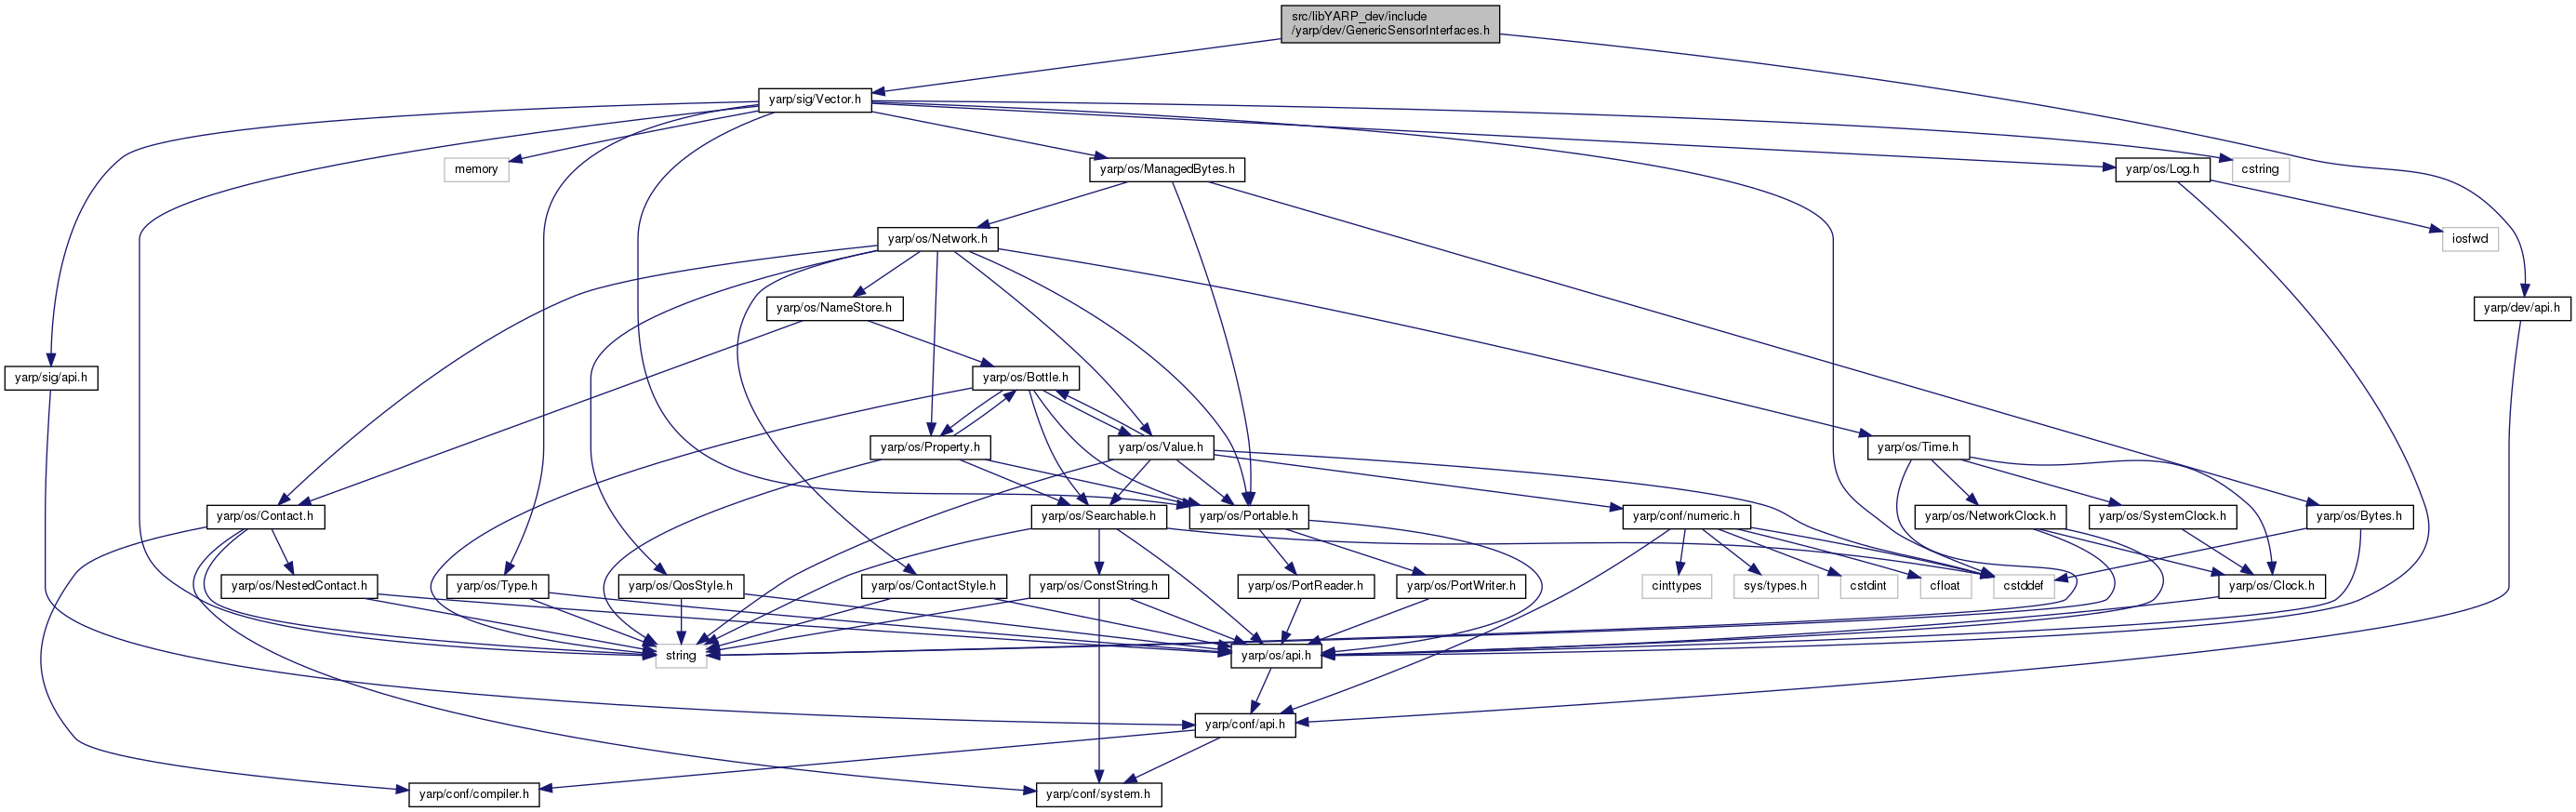 src/libYARP_dev/include
/yarp/dev/GenericSensorInterfaces.h
yarp/sig/Vector.h
memory
yarp/os/ManagedBytes.h
yarp/os/Log.h
cstring
yarp/os/Network.h
iosfwd
yarp/os/NameStore.h
yarp/dev/api.h
yarp/sig/api.h
yarp/os/Bottle.h
yarp/os/Property.h
yarp/os/Value.h
yarp/os/Time.h
yarp/os/Contact.h
yarp/os/Searchable.h
yarp/os/Portable.h
yarp/conf/numeric.h
yarp/os/NetworkClock.h
yarp/os/SystemClock.h
yarp/os/Bytes.h
yarp/os/NestedContact.h
yarp/os/Type.h
yarp/os/QosStyle.h
yarp/os/ContactStyle.h
yarp/os/ConstString.h
yarp/os/PortReader.h
yarp/os/PortWriter.h
cinttypes
sys/types.h
cstdint
cfloat
cstddef
yarp/os/Clock.h
string
yarp/os/api.h
yarp/conf/api.h
yarp/conf/compiler.h
yarp/conf/system.h